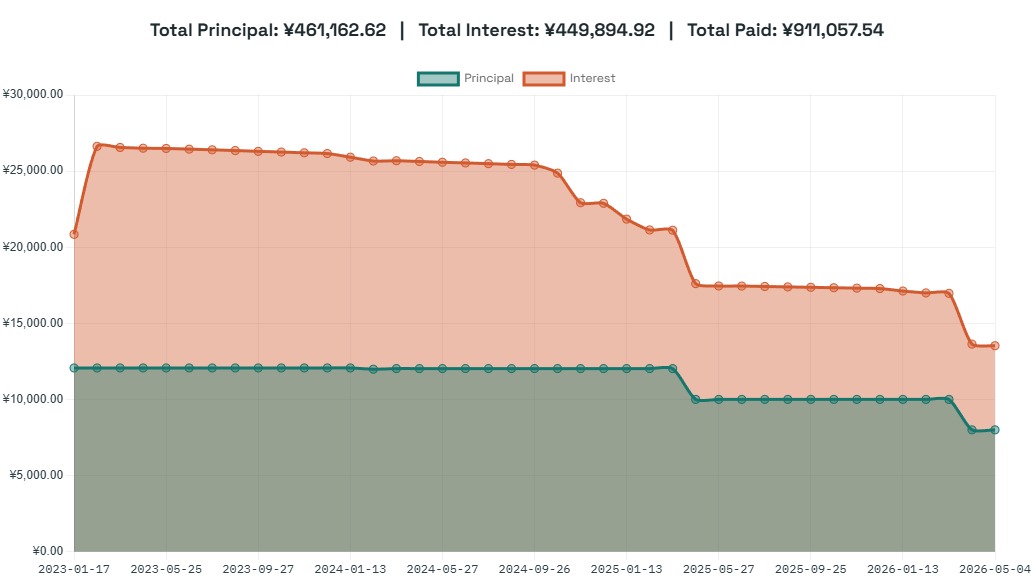 Total Principal: ¥461,162.62 | Total Interest: ¥449,894.92 | Total Paid: ¥911,057.54
Principal Interest
¥30,000.00
¥25,000.00
¥20,000.00
¥15,000.00
¥10,000.00
¥5,000.00
¥0.00
2023-01-17 2023-05-25 2023-09-27 2024-01-13 2024-05-27 2024-09-26 2025-01-13 2025-05-27 2025-09-25 2026-01-13 2026-05-04